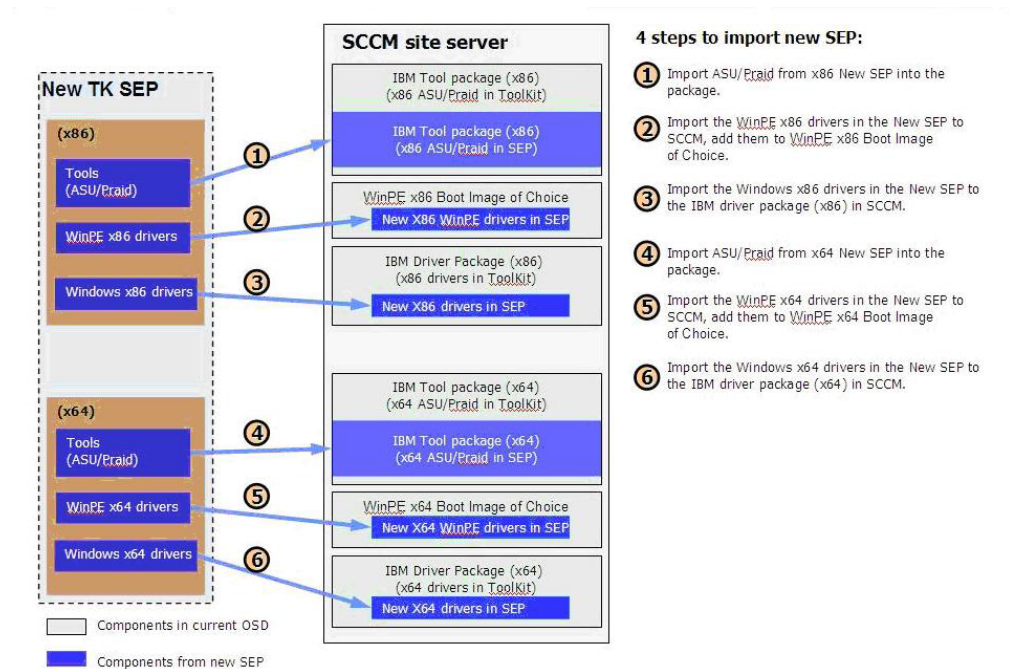 New TK SEP
(x86)
Tools
(ASU/Praid)
WinPE x86 drivers
Windows x86 drivers
(x64)
Tools
(ASU/Praid)
WinPE x64 drivers
Windows x64 drivers
1
2
3
4
5
6
SCCM site server
IBM Tool package (x86)
(x86 ASU/Praid in ToolKit)
IBM Tool package (x86)
(x86 ASU/Praid in SEP)
WinPE x86 Boot Image of Choice
New X86 WinPE drivers in SEP
IBM Driver Package (x86)
(x86 drivers in ToolKit)
New X86 drivers in SEP
IBM Tool package (x64)
(x64 ASU/Praid in ToolKit)
IBM Tool package (x64)
(x64 ASU/Praid in SEP)
WinPE x64 Boot Image of Choice
New X64 WinPE drivers in SEP
IBM Driver Package (x64)
(x64 drivers in ToolKit)
New X64 drivers in SEP
4 steps to import new SEP:
1 Import ASU/Praid from x86 New SEP into the
package.
2 Import the WinPE x86 drivers in the New SEP to
SCCM, add them to WinPE x86 Boot Image
of Choice.
3 Import the Windows x86 drivers in the New SEP to
the IBM driver package (x86) in SCCM.
4 Import ASU/Praid from x64 New SEP into the
package.
5 Import the WinPE x64 drivers in the New SEP to
SCCM, add them to WinPE x64 Boot Image
of Choice.
6 Import the Windows x64 drivers in the New SEP to
the IBM driver package (x64) in SCCM.
Components in current OSD
Components from new SEP